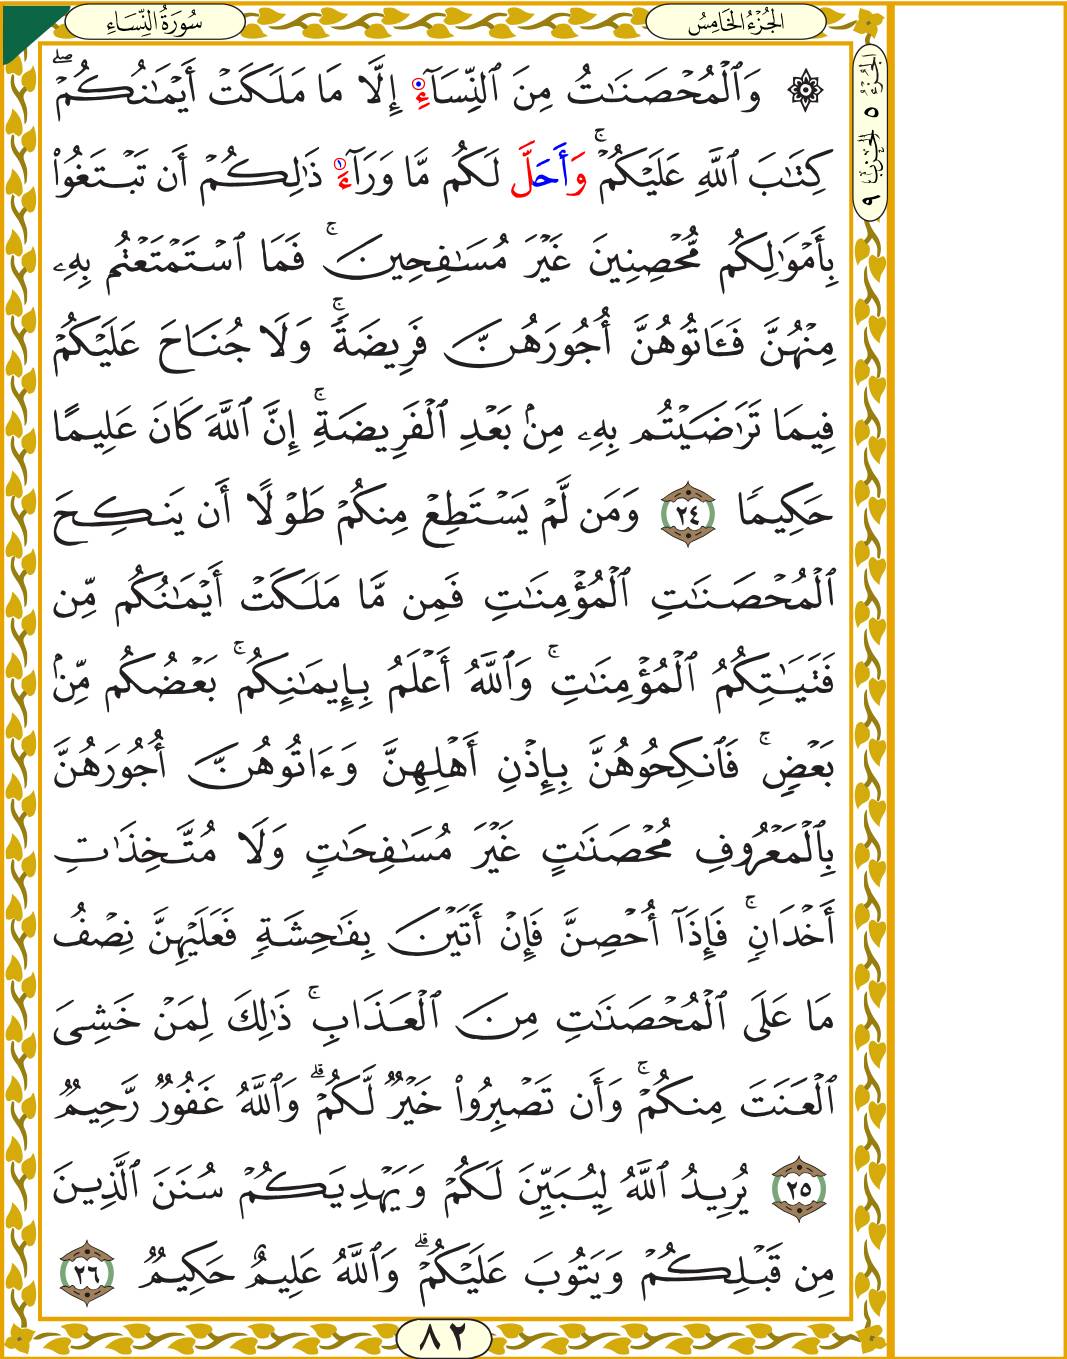 سُورَةُ النِّسَاءِ
الجُزْءُ الخَامِسُ
الجُزْءُ ٥ الحِزْبُ ٩
۞ وَٱلْمُحْصَنَٰتُ مِنَ ٱلنِّسَآءِ إِلَّا مَا مَلَكَتْ أَيْمَٰنُكُمْۖ
كِتَٰبَ ٱللَّهِ عَلَيْكُمْۚ وَأَحَلَّ لَكُم مَّا وَرَآءَ ذَٰلِكُمْ أَن تَبْتَغُوا۟
بِأَمْوَٰلِكُم مُّحْصِنِينَ غَيْرَ مُسَٰفِحِينَۚ فَمَا ٱسْتَمْتَعْتُم بِهِۦ
مِنْهُنَّ فَـَٔاتُوهُنَّ أُجُورَهُنَّ فَرِيضَةًۚ وَلَا جُنَاحَ عَلَيْكُمْ
فِيمَا تَرَٰضَيْتُم بِهِۦ مِنۢ بَعْدِ ٱلْفَرِيضَةِۚ إِنَّ ٱللَّهَ كَانَ عَلِيمًا
حَكِيمًا ٢٤ وَمَن لَّمْ يَسْتَطِعْ مِنكُمْ طَوْلًا أَن يَنكِحَ
ٱلْمُحْصَنَٰتِ ٱلْمُؤْمِنَٰتِ فَمِن مَّا مَلَكَتْ أَيْمَٰنُكُم مِّن
فَتَيَٰتِكُمُ ٱلْمُؤْمِنَٰتِۚ وَٱللَّهُ أَعْلَمُ بِإِيمَٰنِكُمۚ بَعْضُكُم مِّنۢ
بَعْضٍۚ فَٱنكِحُوهُنَّ بِإِذْنِ أَهْلِهِنَّ وَءَاتُوهُنَّ أُجُورَهُنَّ
بِٱلْمَعْرُوفِ مُحْصَنَٰتٍ غَيْرَ مُسَٰفِحَٰتٍ وَلَا مُتَّخِذَٰتِ
أَخْدَانٍۚ فَإِذَآ أُحْصِنَّ فَإِنْ أَتَيْنَ بِفَٰحِشَةٍ فَعَلَيْهِنَّ نِصْفُ
مَا عَلَى ٱلْمُحْصَنَٰتِ مِنَ ٱلْعَذَابِۚ ذَٰلِكَ لِمَنْ خَشِىَ
ٱلْعَنَتَ مِنكُمْۚ وَأَن تَصْبِرُوا۟ خَيْرٌ لَّكُمْۗ وَٱللَّهُ غَفُورٌ رَّحِيمٌ
٢٥ يُرِيدُ ٱللَّهُ لِيُبَيِّنَ لَكُمْ وَيَهْدِيَكُمْ سُنَنَ ٱلَّذِينَ
مِن قَبْلِكُمْ وَيَتُوبَ عَلَيْكُمْۗ وَٱللَّهُ عَلِيمٌ حَكِيمٌ ٢٦
٨٢